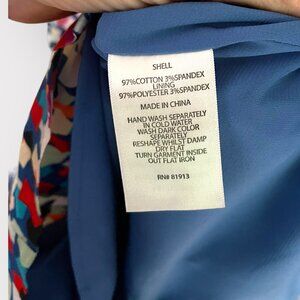 SHELL
97%COTTON 3%SPANDEX
LINING
97%POLYESTER 3%SPANDEX
MADE IN CHINA
HAND WASH SEPARATELY
IN COLD WATER
WASH DARK COLOR
SEPARATELY
RESHAPE WHILST DAMP
DRY FLAT
TURN GARMENT INSIDE
OUT FLAT IRON
RN# 81913